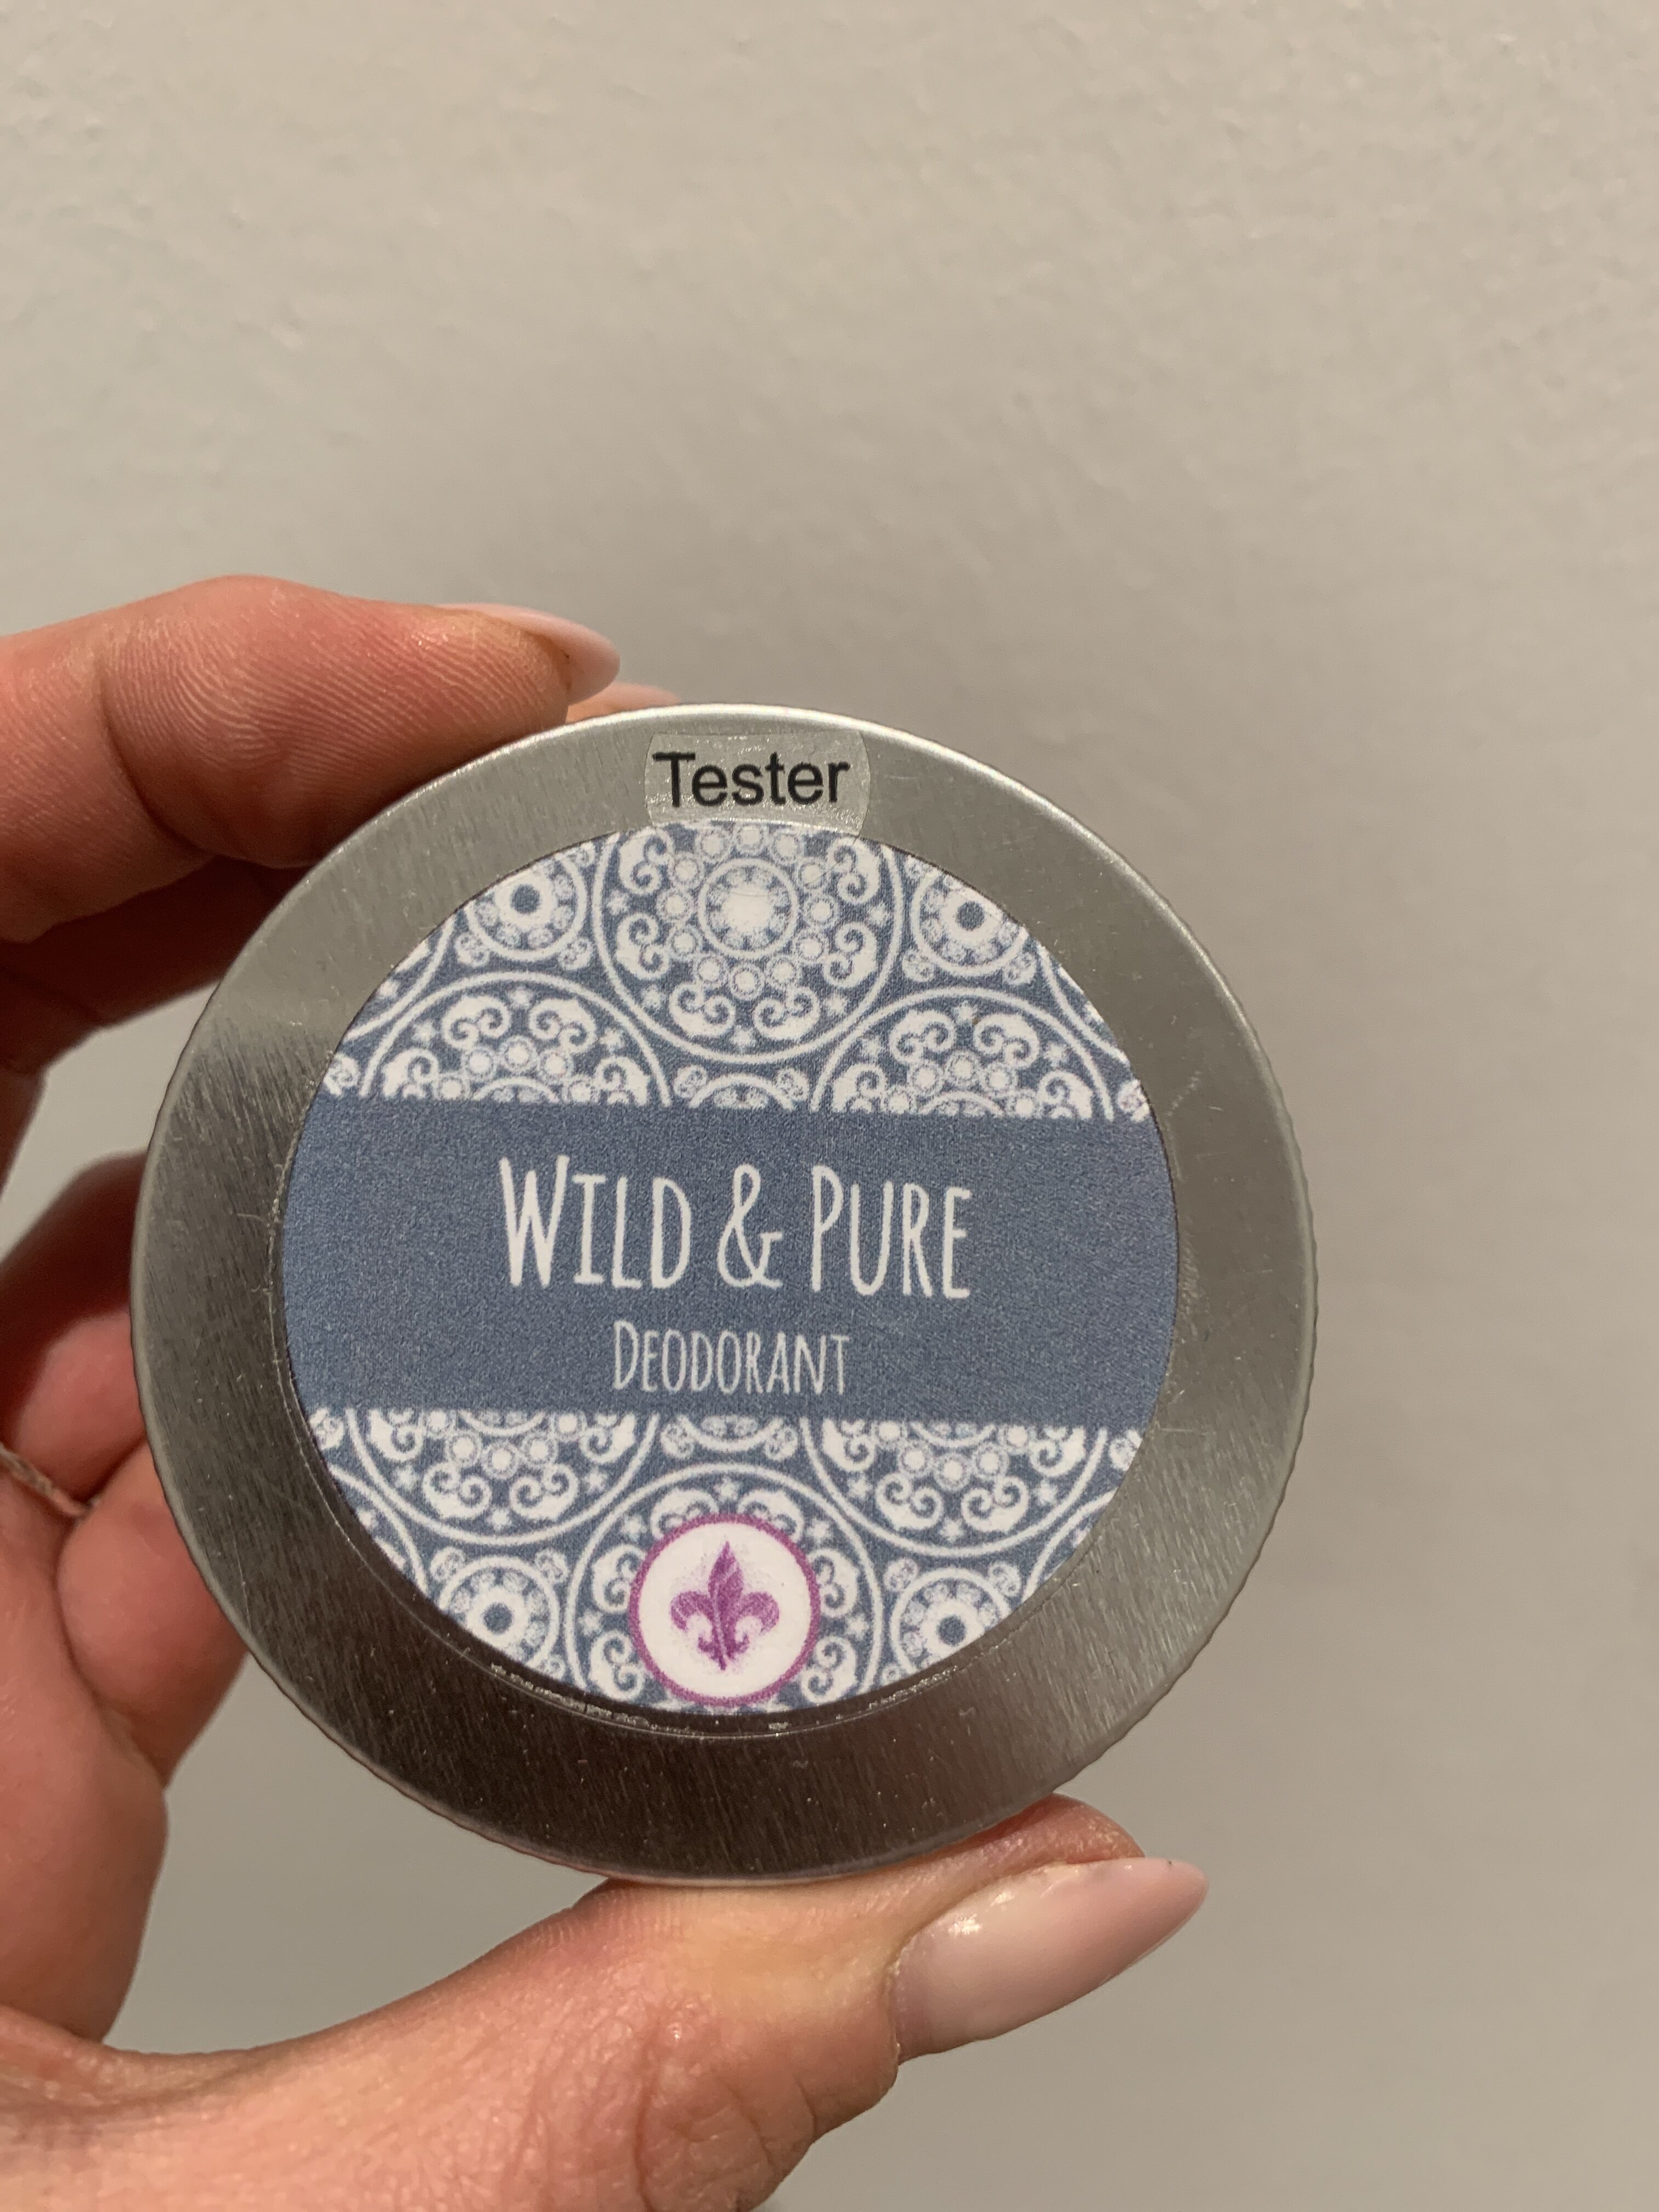 Tester
WILD & PURE
DEODORANT